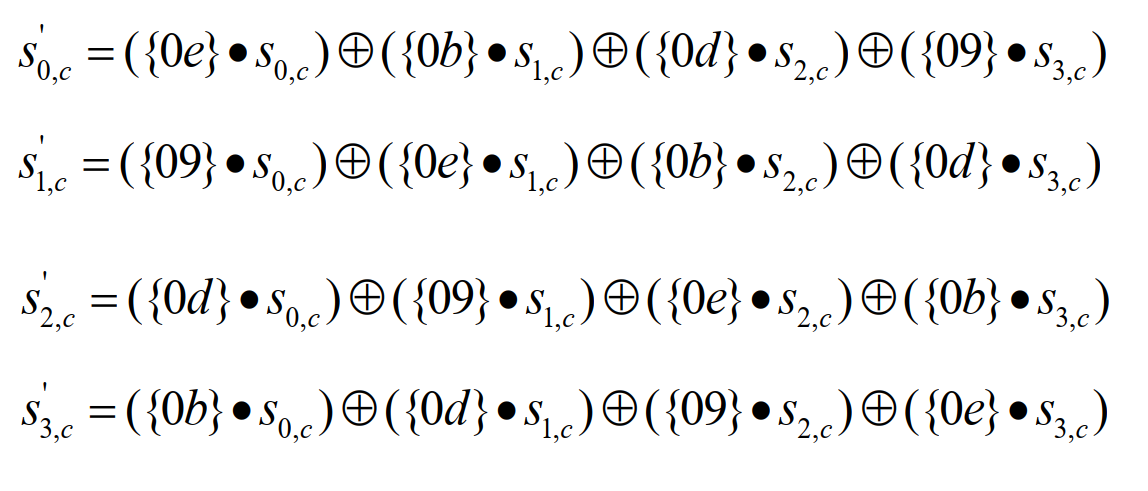 s'₀,c = ({0e} • s₀,c) ⊕ ({0b} • s₁,c) ⊕ ({0d} • s₂,c) ⊕ ({09} • s₃,c)
s'₁,c = ({09} • s₀,c) ⊕ ({0e} • s₁,c) ⊕ ({0b} • s₂,c) ⊕ ({0d} • s₃,c)
s'₂,c = ({0d} • s₀,c) ⊕ ({09} • s₁,c) ⊕ ({0e} • s₂,c) ⊕ ({0b} • s₃,c)
s'₃,c = ({0b} • s₀,c) ⊕ ({0d} • s₁,c) ⊕ ({09} • s₂,c) ⊕ ({0e} • s₃,c)